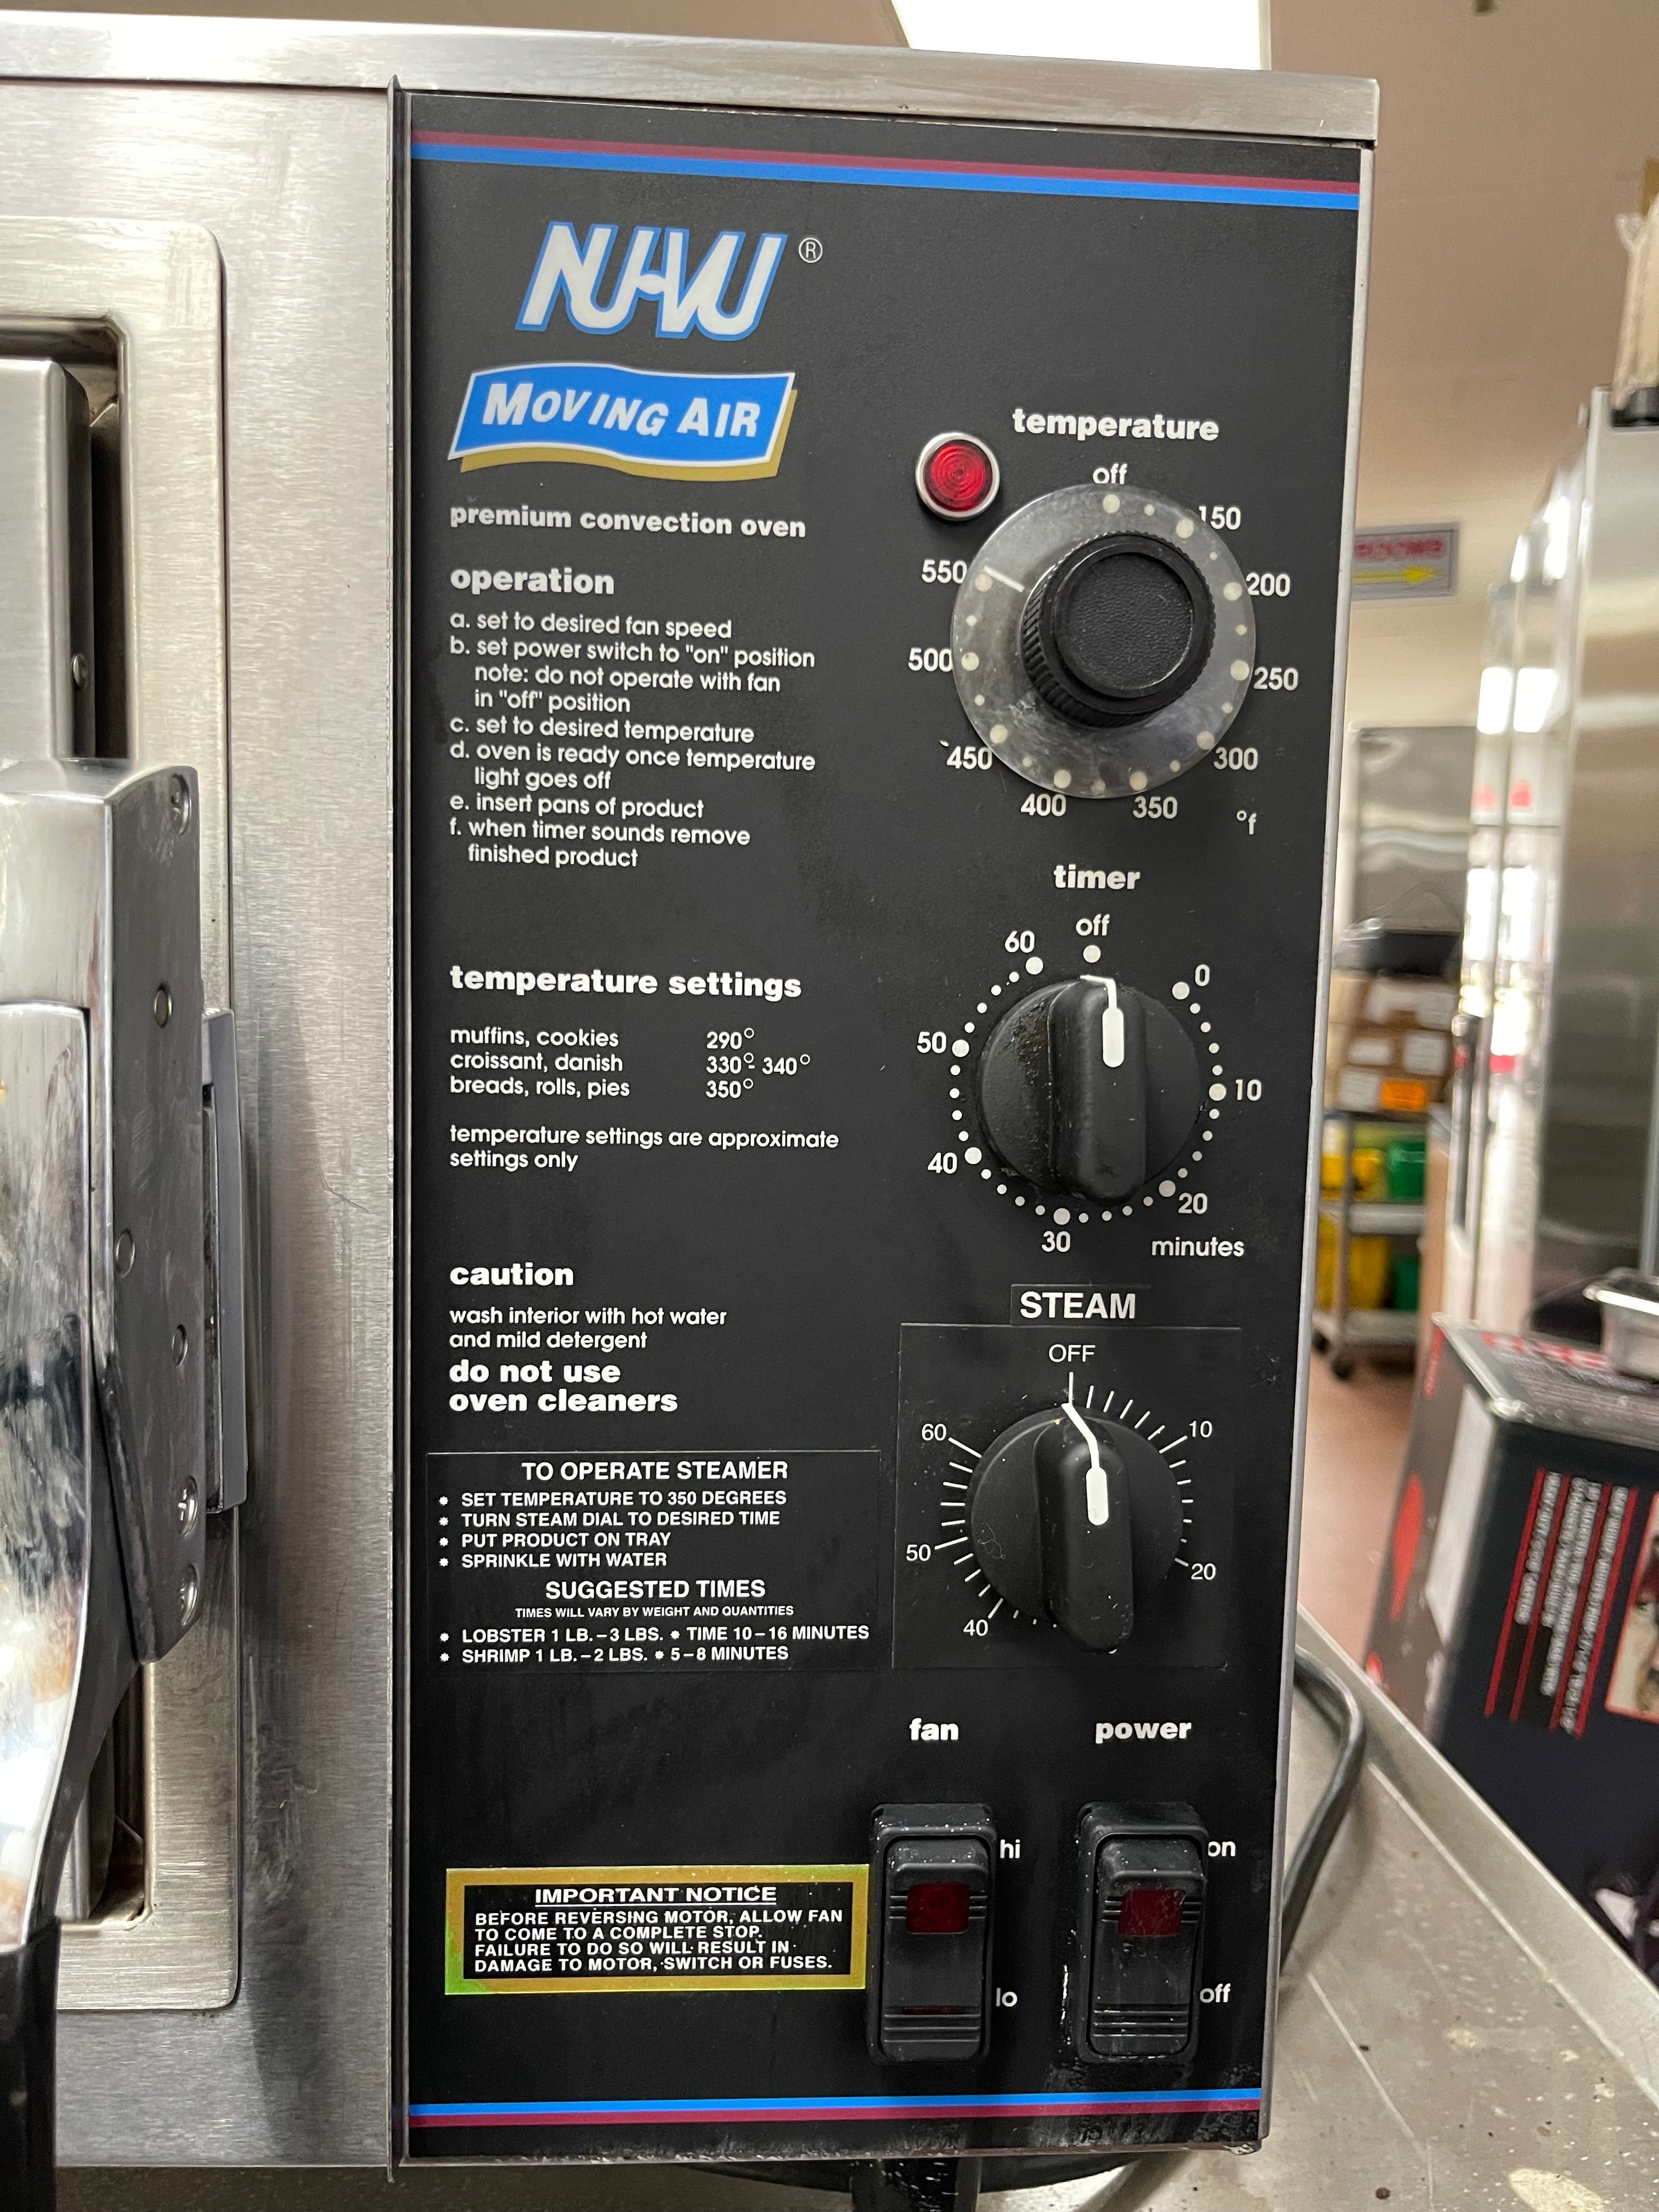 NU-VU ®
MOVING AIR
premium convection oven
operation
a. set to desired fan speed
b. set power switch to "on" position
note: do not operate with fan
in "off" position
c. set to desired temperature
d. oven is ready once temperature
light goes off
e. insert pans of product
f. when timer sounds remove
finished product
temperature settings
muffins, cookies 290°
croissant, danish 330°- 340°
breads, rolls, pies 350°
temperature settings are approximate
settings only
caution
wash interior with hot water
and mild detergent
do not use
oven cleaners
TO OPERATE STEAMER
* SET TEMPERATURE TO 350 DEGREES
* TURN STEAM DIAL TO DESIRED TIME
* PUT PRODUCT ON TRAY
* SPRINKLE WITH WATER
SUGGESTED TIMES
TIMES WILL VARY BY WEIGHT AND QUANTITIES
* LOBSTER 1 LB. – 3 LBS. * TIME 10 – 16 MINUTES
* SHRIMP 1 LB. – 2 LBS. * 5 – 8 MINUTES
IMPORTANT NOTICE
BEFORE REVERSING MOTOR, ALLOW FAN
TO COME TO A COMPLETE STOP.
FAILURE TO DO SO WILL RESULT IN
DAMAGE TO MOTOR, SWITCH OR FUSES.
temperature
off
150
200
250
300
350
400
450
500
550
°f
timer
off
0
10
20
30
40
50
60
minutes
STEAM
OFF
10
20
40
50
60
fan
hi
lo
power
on
off